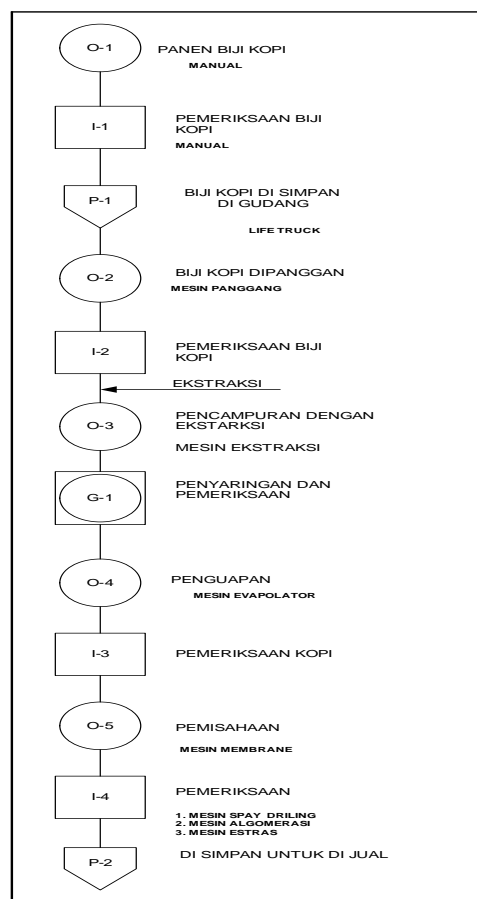 O-1
PANEN BIJI KOPI
MANUAL
I-1
PEMERIKSAAN BIJI
KOPI
MANUAL
P-1
BIJI KOPI DI SIMPAN
DI GUDANG
LIFE TRUCK
O-2
BIJI KOPI DIPANGGAN
MESIN PANGGANG
I-2
PEMERIKSAAN BIJI
KOPI
EKSTRAKSI
O-3
PENCAMPURAN DENGAN
EKSTARKSI
MESIN EKSTRAKSI
G-1
PENYARINGAN DAN
PEMERIKSAAN
O-4
PENGUAPAN
MESIN EVAPOLATOR
I-3
PEMERIKSAAN KOPI
O-5
PEMISAHAAN
MESIN MEMBRANE
I-4
PEMERIKSAAN
1. MESIN SPAY DRILING
2. MESIN ALGOMERASI
3. MESIN ESTRAS
P-2
DI SIMPAN UNTUK DI JUAL